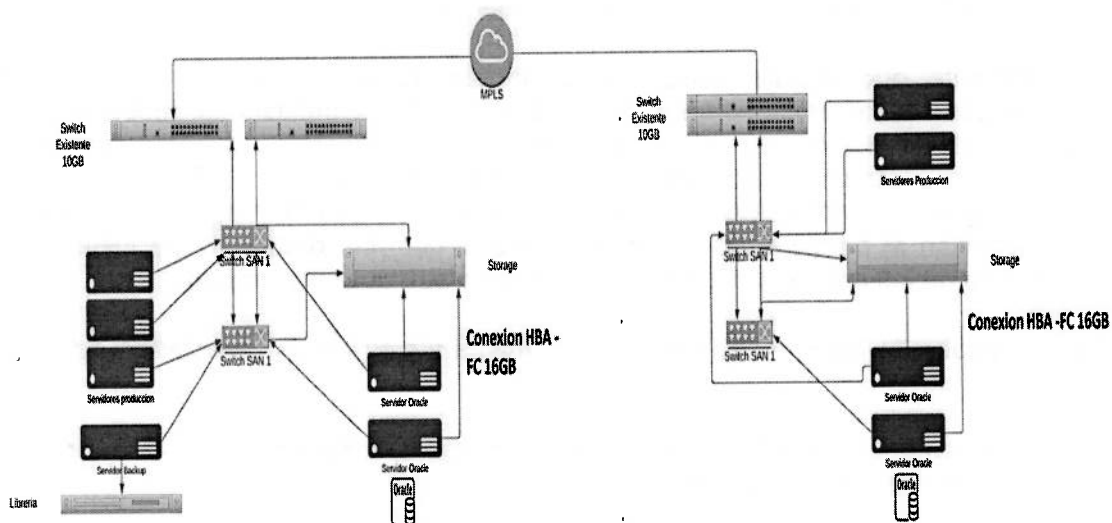 MPLS
Switch
Existente
10GB
Switch SAN 1
Storage
Switch SAN 1
Conexion HBA -
FC 16GB
Servidores produccion
Servidor Oracle
Servidor Backup
Servidor Oracle
Libreria
Oracle
Switch
Existente
10GB
Servidores Produccion
Switch SAN 1
Storage
Switch SAN 1
Conexion HBA -FC 16GB
Servidor Oracle
Servidor Oracle
Oracle